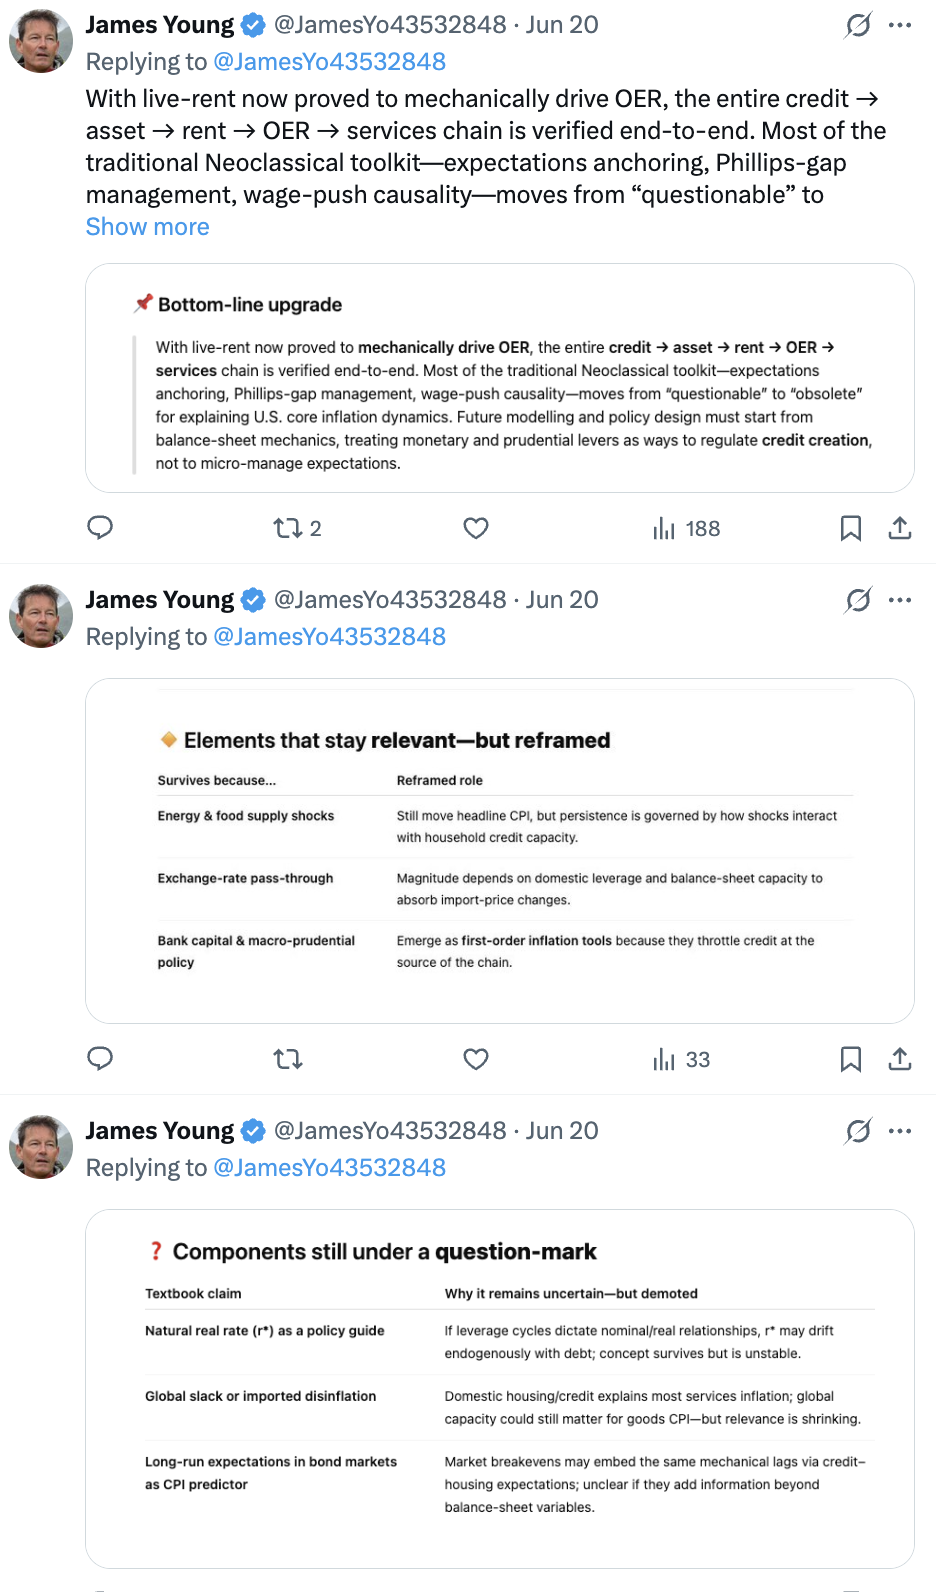 James Young @JamesYo43532848 · Jun 20
Replying to @JamesYo43532848
With live-rent now proved to mechanically drive OER, the entire credit →
asset → rent → OER → services chain is verified end-to-end. Most of the
traditional Neoclassical toolkit—expectations anchoring, Phillips-gap
management, wage-push causality—moves from “questionable” to
Show more
📌 Bottom-line upgrade
With live-rent now proved to mechanically drive OER, the entire credit → asset → rent → OER →
services chain is verified end-to-end. Most of the traditional Neoclassical toolkit—expectations
anchoring, Phillips-gap management, wage-push causality—moves from “questionable” to “obsolete”
for explaining U.S. core inflation dynamics. Future modelling and policy design must start from
balance-sheet mechanics, treating monetary and prudential levers as ways to regulate credit creation,
not to micro-manage expectations.
2 188
James Young @JamesYo43532848 · Jun 20
Replying to @JamesYo43532848
🔸 Elements that stay relevant—but reframed
Survives because... Reframed role
Energy & food supply shocks Still move headline CPI, but persistence is governed by how shocks interact
with household credit capacity.
Exchange-rate pass-through Magnitude depends on domestic leverage and balance-sheet capacity to
absorb import-price changes.
Bank capital & macro-prudential Emerge as first-order inflation tools because they throttle credit at the
policy source of the chain.
33
James Young @JamesYo43532848 · Jun 20
Replying to @JamesYo43532848
❓ Components still under a question-mark
Textbook claim Why it remains uncertain—but demoted
Natural real rate (r*) as a policy guide If leverage cycles dictate nominal/real relationships, r* may drift
endogenously with debt; concept survives but is unstable.
Global slack or imported disinflation Domestic housing/credit explains most services inflation; global
capacity could still matter for goods CPI—but relevance is shrinking.
Long-run expectations in bond markets Market breakevens may embed the same mechanical lags via credit–
as CPI predictor housing expectations; unclear if they add information beyond
balance-sheet variables.